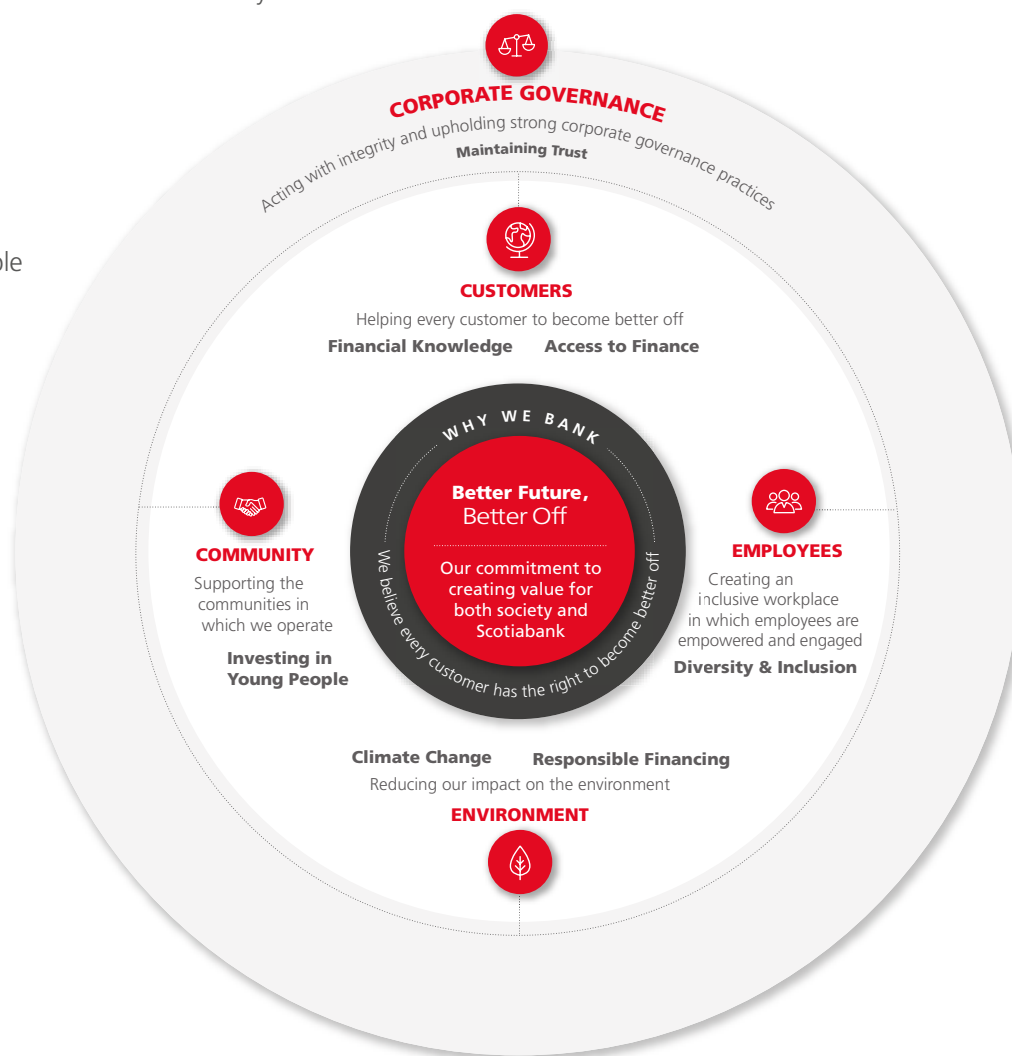 CORPORATE GOVERNANCE
Acting with integrity and upholding strong corporate governance practices
Maintaining Trust
CUSTOMERS
Helping every customer to become better off
Financial Knowledge Access to Finance
WHY WE BANK
Better Future,
Better Off
Our commitment to
creating value for
both society and
Scotiabank
We believe every customer has the right to become better off
COMMUNITY
Supporting the
communities in
which we operate
Investing in
Young People
EMPLOYEES
Creating an
inclusive workplace
in which employees are
empowered and engaged
Diversity & Inclusion
Climate Change Responsible Financing
Reducing our impact on the environment
ENVIRONMENT